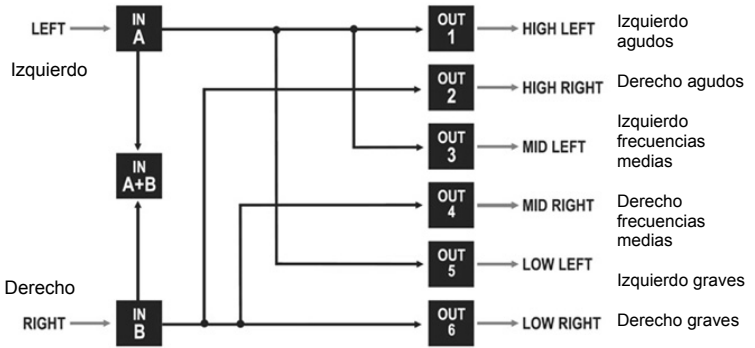 LEFT
IN
A
Izquierdo
OUT
1
HIGH LEFT
Izquierdo
agudos
OUT
2
HIGH RIGHT
Derecho agudos
OUT
3
MID LEFT
Izquierdo
frecuencias
medias
IN
A+B
OUT
4
MID RIGHT
Derecho
frecuencias
medias
OUT
5
LOW LEFT
Izquierdo graves
Derecho
RIGHT
IN
B
OUT
6
LOW RIGHT
Derecho graves